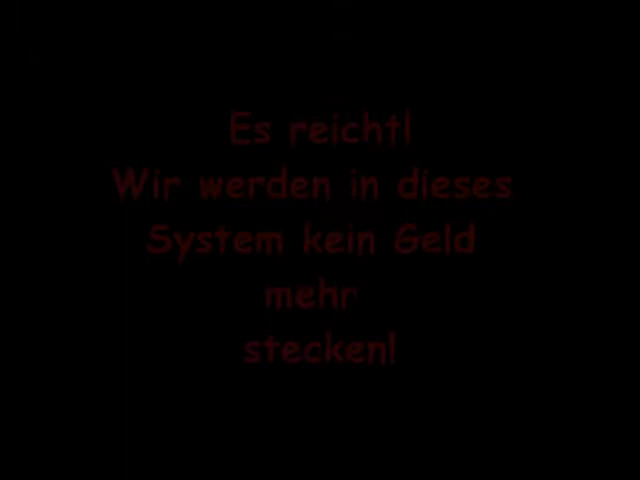 Es reicht!
Wir werden in dieses
System kein Geld
mehr
stecken!